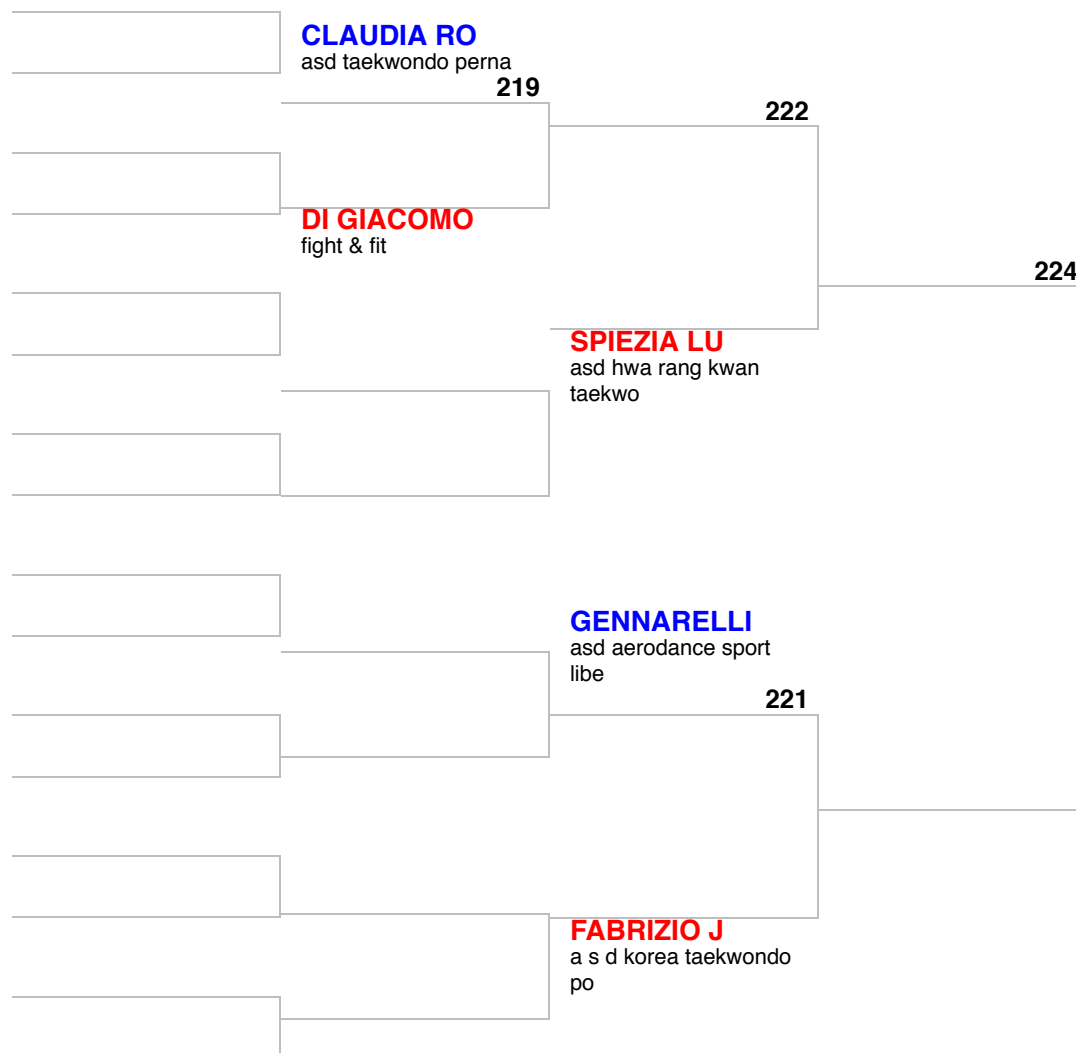 CLAUDIA RO
asd taekwondo perna
219
222
DI GIACOMO
fight & fit
224
SPIEZIA LU
asd hwa rang kwan
taekwo
GENNARELLI
asd aerodance sport
libe
221
FABRIZIO J
a s d korea taekwondo
po